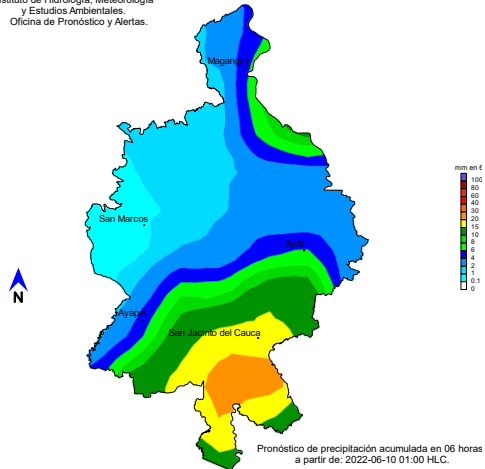 Instituto de Hidrología, Meteorología
y Estudios Ambientales.
Oficina de Pronóstico y Alertas.
Magangué
mm en 6
100
80
60
40
30
20
15
10
8
6
4
2
1
0.1
0
San Marcos
Achí
N
Ayapel
San Jacinto del Cauca
Pronóstico de precipitación acumulada en 06 horas
a partir de: 2022-06-10 01:00 HLC.